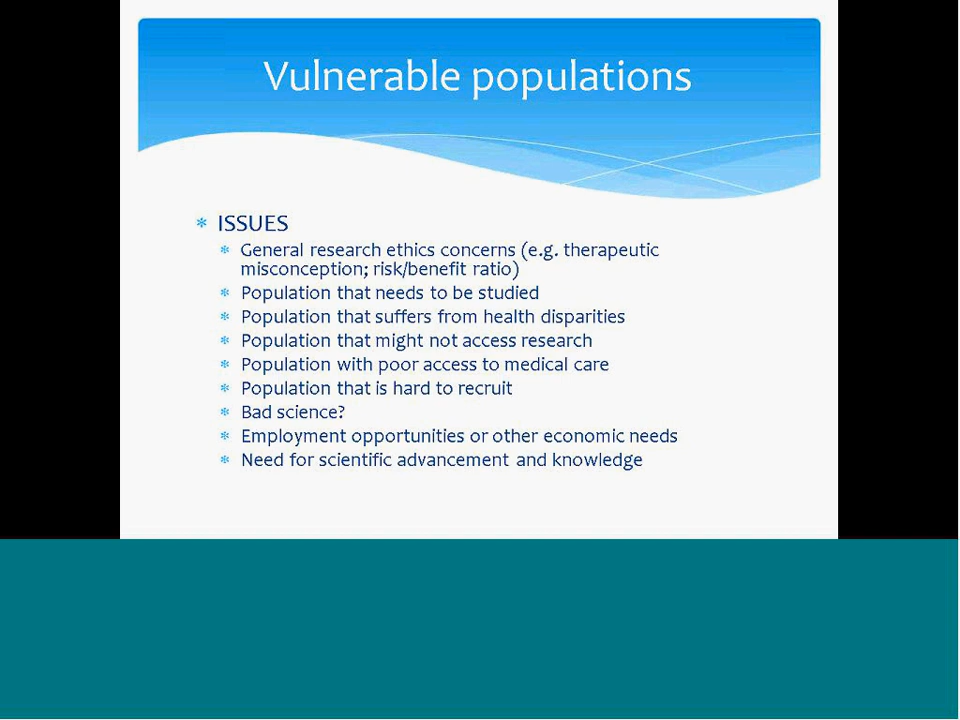 Vulnerable populations
* ISSUES
* General research ethics concerns (e.g. therapeutic
misconception; risk/benefit ratio)
* Population that needs to be studied
* Population that suffers from health disparities
* Population that might not access research
* Population with poor access to medical care
* Population that is hard to recruit
* Bad science?
* Employment opportunities or other economic needs
* Need for scientific advancement and knowledge